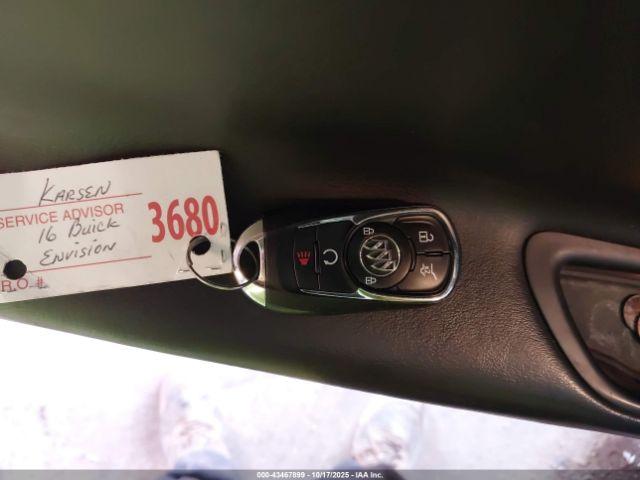 KARSEN
SERVICE ADVISOR
16 Buick
ENVISION
3680
R.O. #
000-43467899 - 10/17/2025 - IAA Inc.